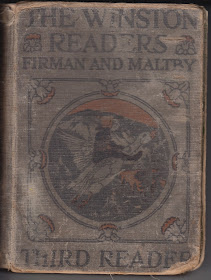 THE WINSTON
READERS
FIRMAN AND MALTBY
THIRD READER